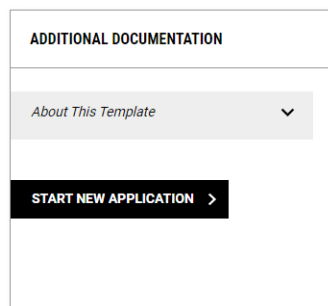 ADDITIONAL DOCUMENTATION
About This Template
START NEW APPLICATION